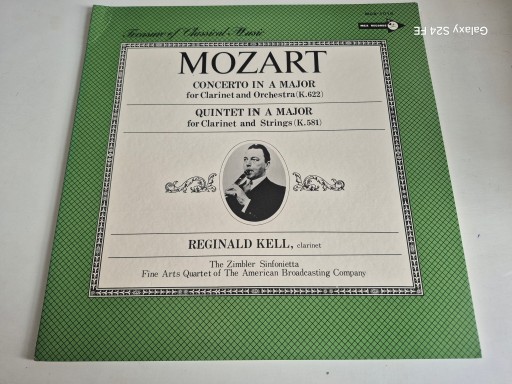 Treasure of Classical Music
MOZART
CONCERTO IN A MAJOR
for Clarinet and Orchestra (K.622)
QUINTET IN A MAJOR
for Clarinet and Strings (K.581)
REGINALD KELL, clarinet
The Zimbler Sinfonietta
Fine Arts Quartet of The American Broadcasting Company
Galaxy S24 FE